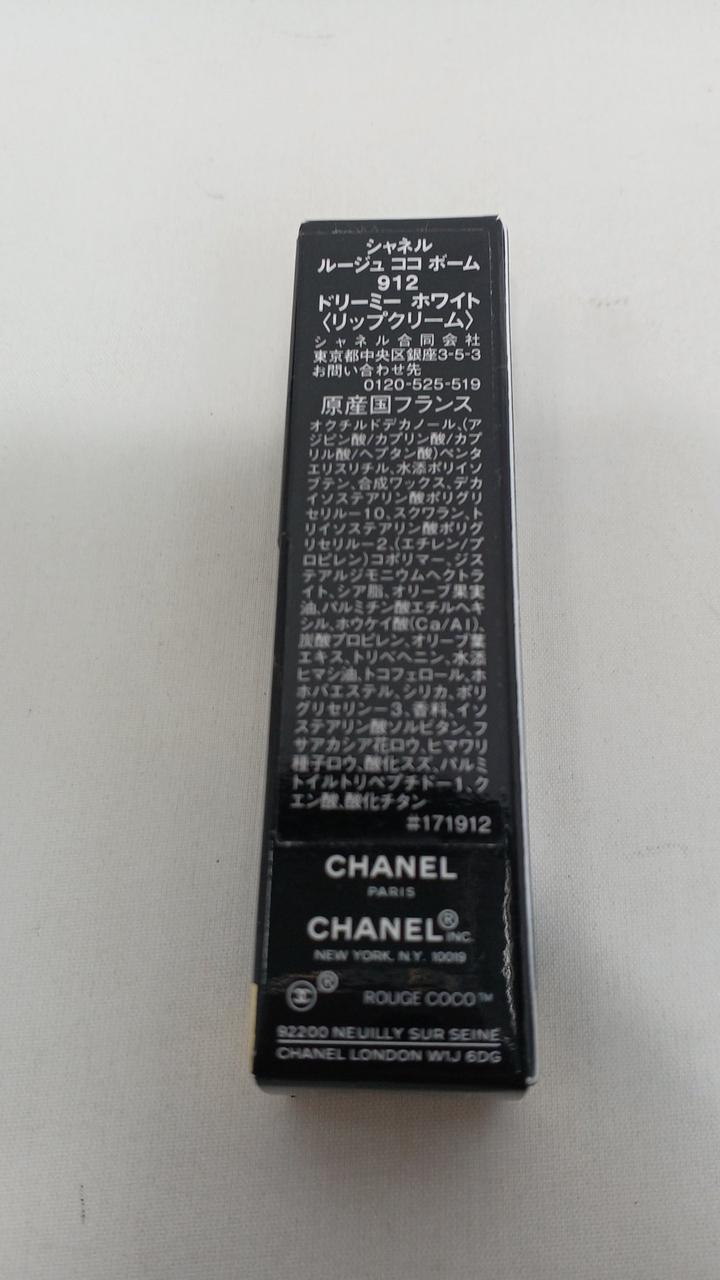 シャネル
ルージュ ココ ボーム
912
ドリーミー ホワイト
〈リップクリーム〉
シャネル合同会社
東京都中央区銀座3-5-3
お問い合わせ先
0120-525-519
原産国フランス
オクチルドデカノール、(ア
ジピン酸/カプリン酸/カプ
リル酸/ヘプタン酸)ペンタ
エリスリチル、水添ポリイソ
ブテン、合成ワックス、デカ
イソステアリン酸ポリグリ
セリル－10、スクワラン、ト
リイソステアリン酸ポリグ
リセリル－2、(エチレン/プ
ロピレン)コポリマー、ジス
テアルジモニウムヘクトラ
イト、シア脂、オリーブ果実
油、パルミチン酸エチルヘキ
シル、ホウケイ酸(Ca/Al)、
炭酸プロピレン、オリーブ葉
エキス、トリベヘニン、水添
ヒマシ油、トコフェロール、ホ
ホバエステル、シリカ、ポリ
グリセリン－3、香料、イソ
ステアリン酸ソルビタン、フ
サアカシア花ロウ、ヒマワリ
種子ロウ、酸化スズ、パルミ
トイルトリペプチド－1、ク
エン酸、酸化チタン
#171912
CHANEL
PARIS
CHANEL® INC.
NEW YORK, N.Y. 10019
® ROUGE COCO™
92200 NEUILLY SUR SEINE
CHANEL LONDON W1J 6DG